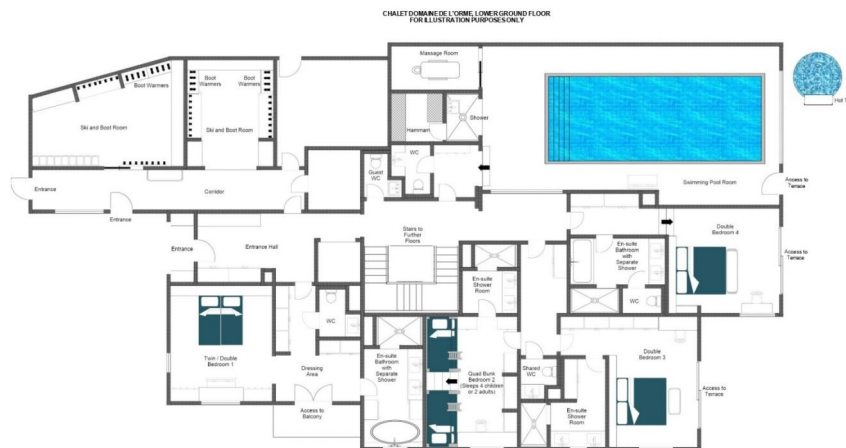 CHALET DOMAINE DE L'ORME, LOWER GROUND FLOOR
FOR ILLUSTRATION PURPOSES ONLY
Massage Room
Boot Warmers
Boot
Warmers
Boot
Warmers
Hot
Ski and Boot Room
Ski and Boot Room
Hammam
Shower
WC
Guest
WC
Swimming Pool Room
Access to
Terrace
Entrance
Corridor
Entrance
Entrance
Entrance Hall
Stairs to
Further
Floors
Double
Bedroom 4
Access to
Terrace
En-suite
Bathroom
with
Separate
Shower
WC
En-suite
Shower
Room
WC
Twin / Double
Bedroom 1
Dressing
Area
Access to
Balcony
En-suite
Bathroom
with
Separate
Shower
Quad Bunk
Bedroom 2
(Sleeps 4 children
or 2 adults)
Shared
WC
Double
Bedroom 3
Access to
Terrace
En-suite
Shower
Room